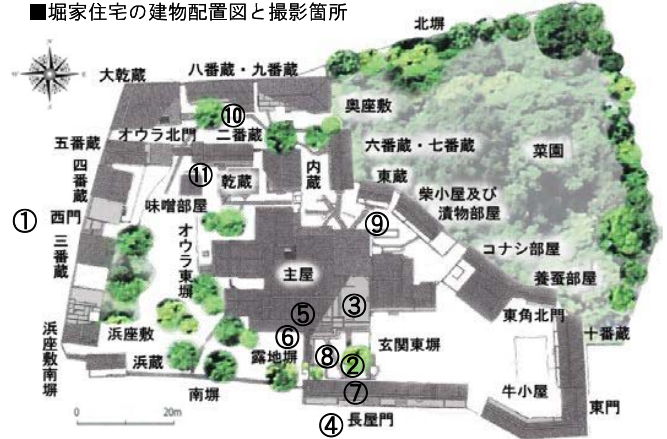 ■堀家住宅の建物配置図と撮影箇所
北塀
大乾蔵
八番蔵・九番蔵
奥座敷
⑩
五番蔵
オウラ北門
二番蔵
六番蔵・七番蔵
菜園
四番蔵
⑪
乾蔵
内蔵
東蔵
柴小屋及び
漬物部屋
①
西門
味噌部屋
⑨
三番蔵
オウラ東塀
コナシ部屋
主屋
養蚕部屋
③
⑤
東角北門
浜座敷
⑥
玄関東塀
十番蔵
浜座敷南塀
浜蔵
露地塀
⑧
②
牛小屋
南塀
⑦
東門
0
20m
④
長屋門